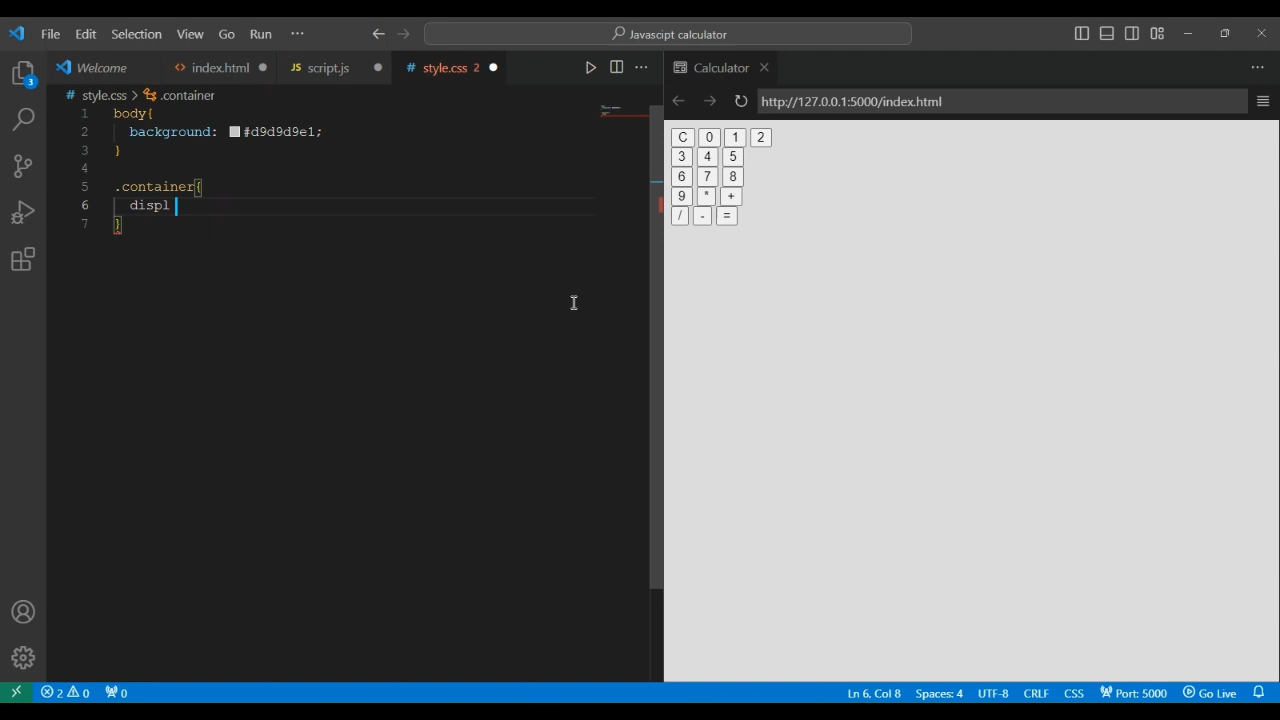 File Edit Selection View Go Run ··· Javascipt calculator
Welcome index.html JS script.js # style.css 2 ··· Calculator ···
3
# style.css > .container
http://127.0.0.1:5000/index.html
1 body{
2 background: #d9d9d9e1;
3 }
4
5 .container{
6 displ
7 }
C 0 1 2
3 4 5
6 7 8
9 * +
/ - =
2 0 0 Ln 6, Col 8 Spaces: 4 UTF-8 CRLF CSS Port: 5000 Go Live